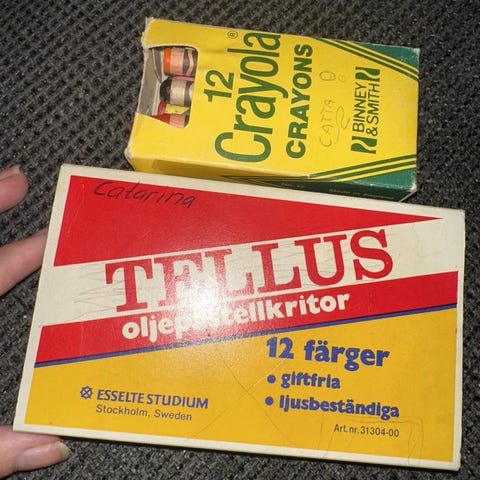 12
Crayola®
CRAYONS
BINNEY
& SMITH
Catarina
TELLUS
oljepastellkritor
12 färger
• giftfria
• ljusbeständiga
ESSELTE STUDIUM
Stockholm, Sweden
Art.nr. 31304-00